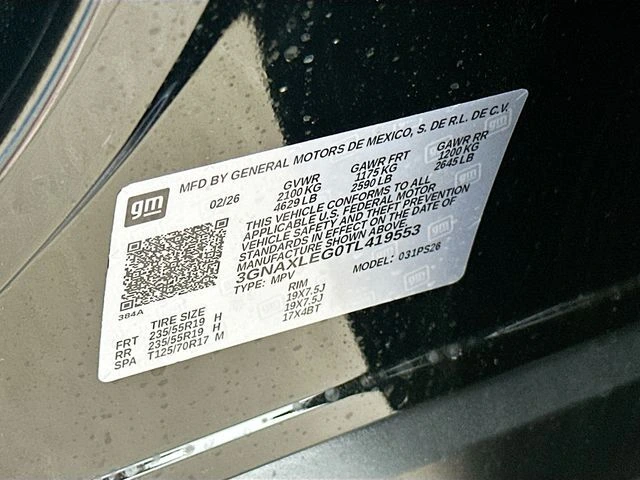 MFD BY GENERAL MOTORS DE MEXICO, S. DE R.L. DE C.V.
gm
02/26
GVWR
2100 KG
4629 LB
GAWR FRT
1175 KG
2590 LB
GAWR RR
1200 KG
2645 LB
THIS VEHICLE CONFORMS TO ALL
APPLICABLE U.S. FEDERAL MOTOR
VEHICLE SAFETY AND THEFT PREVENTION
STANDARDS IN EFFECT ON THE DATE OF
MANUFACTURE SHOWN ABOVE.
3GNAXLEG0TL419553
TYPE: MPV
MODEL: 031PS26
384A
TIRE SIZE RIM
FRT 235/55R19 H 19X7.5J
RR 235/55R19 H 19X7.5J
SPA T125/70R17 M 17X4BT